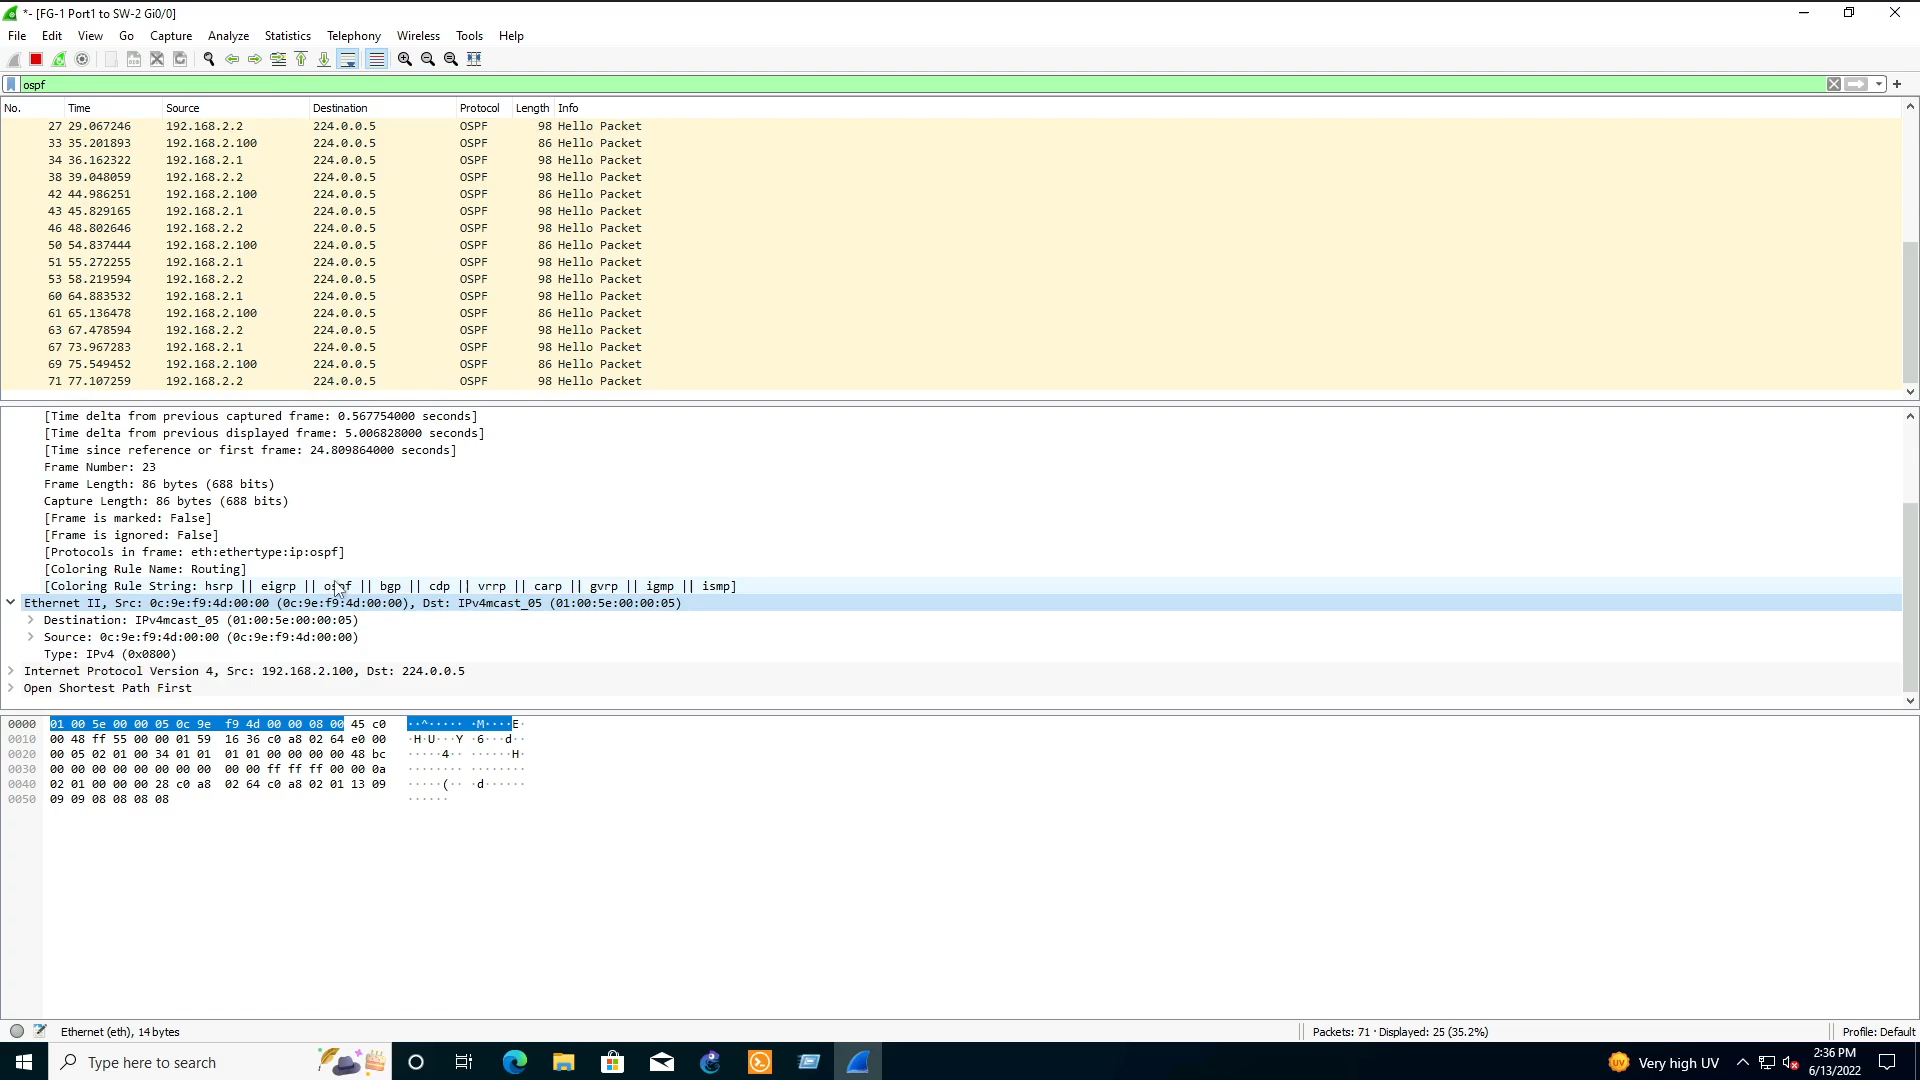 *- [FG-1 Port1 to SW-2 Gi0/0]
File Edit View Go Capture Analyze Statistics Telephony Wireless Tools Help
ospf
No. Time Source Destination Protocol Length Info
27 29.067246 192.168.2.2 224.0.0.5 OSPF 98 Hello Packet
33 35.201893 192.168.2.100 224.0.0.5 OSPF 86 Hello Packet
34 36.162322 192.168.2.1 224.0.0.5 OSPF 98 Hello Packet
38 39.048059 192.168.2.2 224.0.0.5 OSPF 98 Hello Packet
42 44.986251 192.168.2.100 224.0.0.5 OSPF 86 Hello Packet
43 45.829165 192.168.2.1 224.0.0.5 OSPF 98 Hello Packet
46 48.802646 192.168.2.2 224.0.0.5 OSPF 98 Hello Packet
50 54.837444 192.168.2.100 224.0.0.5 OSPF 86 Hello Packet
51 55.272255 192.168.2.1 224.0.0.5 OSPF 98 Hello Packet
53 58.219594 192.168.2.2 224.0.0.5 OSPF 98 Hello Packet
60 64.883532 192.168.2.1 224.0.0.5 OSPF 98 Hello Packet
61 65.136478 192.168.2.100 224.0.0.5 OSPF 86 Hello Packet
63 67.478594 192.168.2.2 224.0.0.5 OSPF 98 Hello Packet
67 73.967283 192.168.2.1 224.0.0.5 OSPF 98 Hello Packet
69 75.549452 192.168.2.100 224.0.0.5 OSPF 86 Hello Packet
71 77.107259 192.168.2.2 224.0.0.5 OSPF 98 Hello Packet
[Time delta from previous captured frame: 0.567754000 seconds]
[Time delta from previous displayed frame: 5.006828000 seconds]
[Time since reference or first frame: 24.809864000 seconds]
Frame Number: 23
Frame Length: 86 bytes (688 bits)
Capture Length: 86 bytes (688 bits)
[Frame is marked: False]
[Frame is ignored: False]
[Protocols in frame: eth:ethertype:ip:ospf]
[Coloring Rule Name: Routing]
[Coloring Rule String: hsrp || eigrp || ospf || bgp || cdp || vrrp || carp || gvrp || igmp || ismp]
Ethernet II, Src: 0c:9e:f9:4d:00:00 (0c:9e:f9:4d:00:00), Dst: IPv4mcast_05 (01:00:5e:00:00:05)
Destination: IPv4mcast_05 (01:00:5e:00:00:05)
Source: 0c:9e:f9:4d:00:00 (0c:9e:f9:4d:00:00)
Type: IPv4 (0x0800)
Internet Protocol Version 4, Src: 192.168.2.100, Dst: 224.0.0.5
Open Shortest Path First
0000 01 00 5e 00 00 05 0c 9e f9 4d 00 00 08 00 45 c0 ··^····· ·M····E·
0010 00 48 ff 55 00 00 01 59 16 36 c0 a8 02 64 e0 00 ·H·U···Y ·6···d··
0020 00 05 02 01 00 34 01 01 01 01 00 00 00 00 48 bc ·····4·· ······H·
0030 00 00 00 00 00 00 00 00 00 00 ff ff ff 00 00 0a ········ ········
0040 02 01 00 00 00 28 c0 a8 02 64 c0 a8 02 01 13 09 ·····(·· ·d······
0050 09 09 08 08 08 08 ······
Ethernet (eth), 14 bytes Packets: 71 · Displayed: 25 (35.2%) Profile: Default
Type here to search Very high UV 2:36 PM
6/13/2022